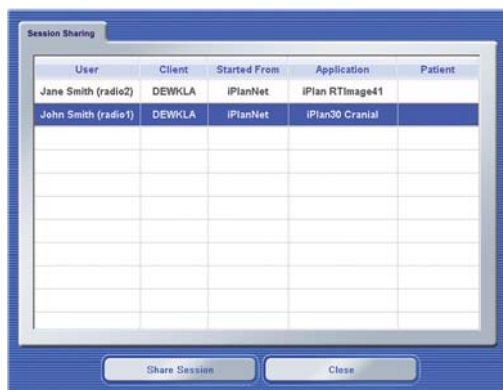 Session Sharing
User Client Started From Application Patient
Jane Smith (radio2) DEWKLA iPlanNet iPlan RTImage41
John Smith (radio1) DEWKLA iPlanNet iPlan30 Cranial
Share Session Close